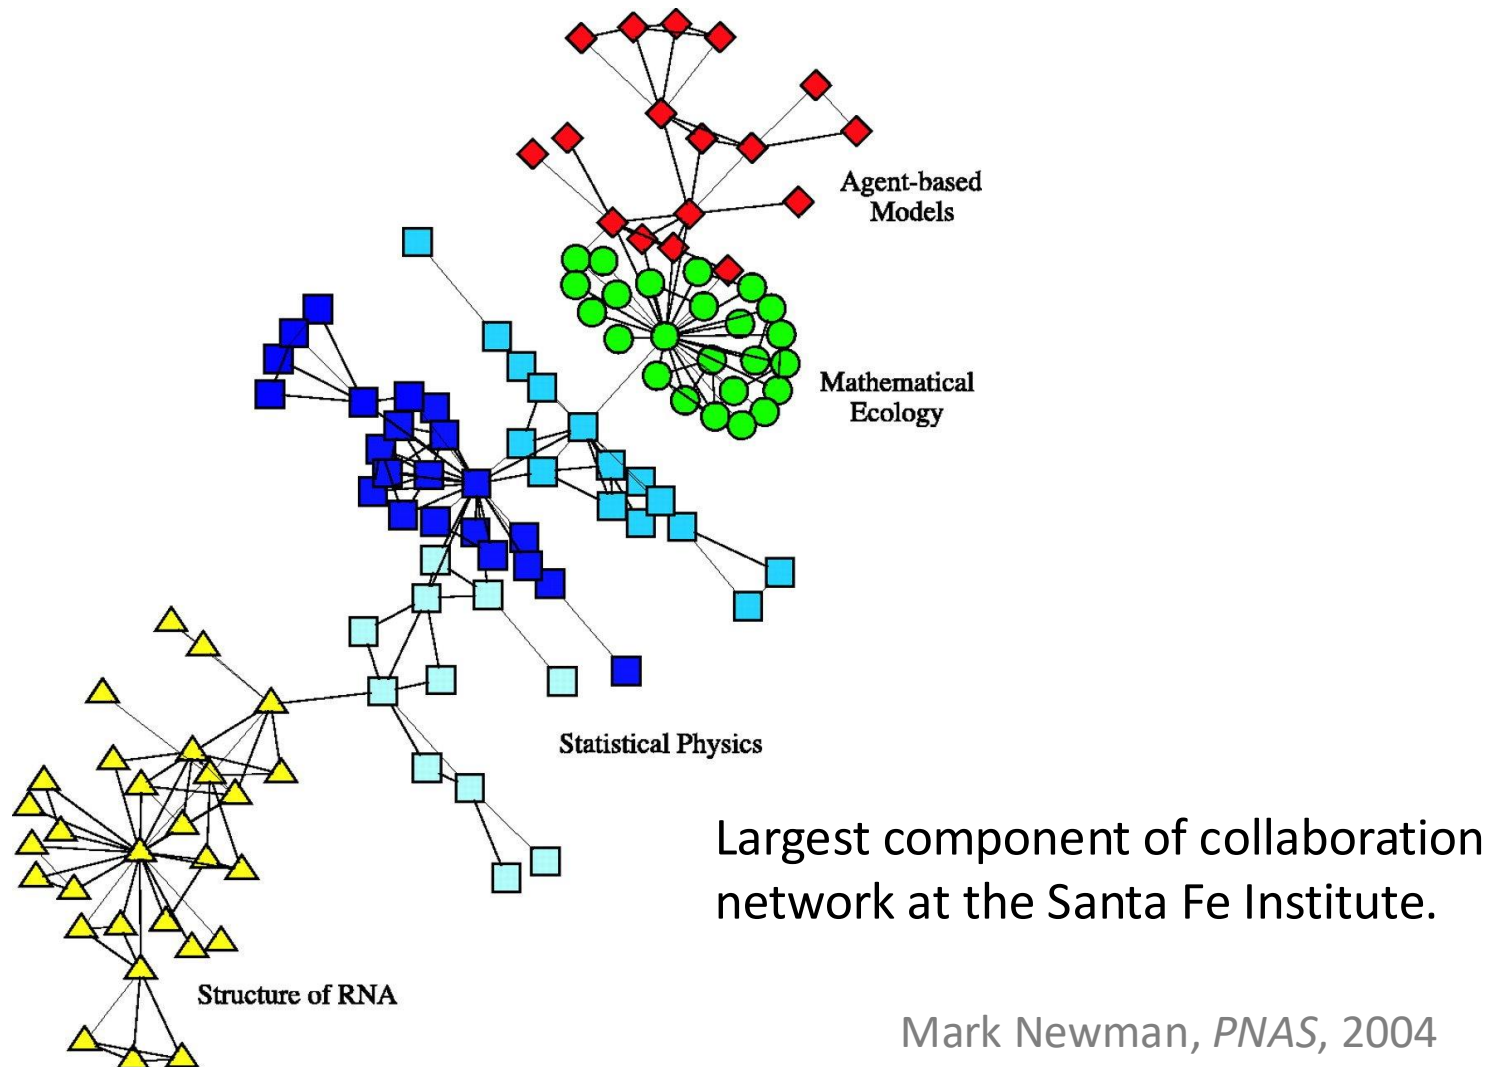 Agent-based
Models
Mathematical
Ecology
Statistical Physics
Largest component of collaboration
network at the Santa Fe Institute.
Structure of RNA
Mark Newman, PNAS, 2004